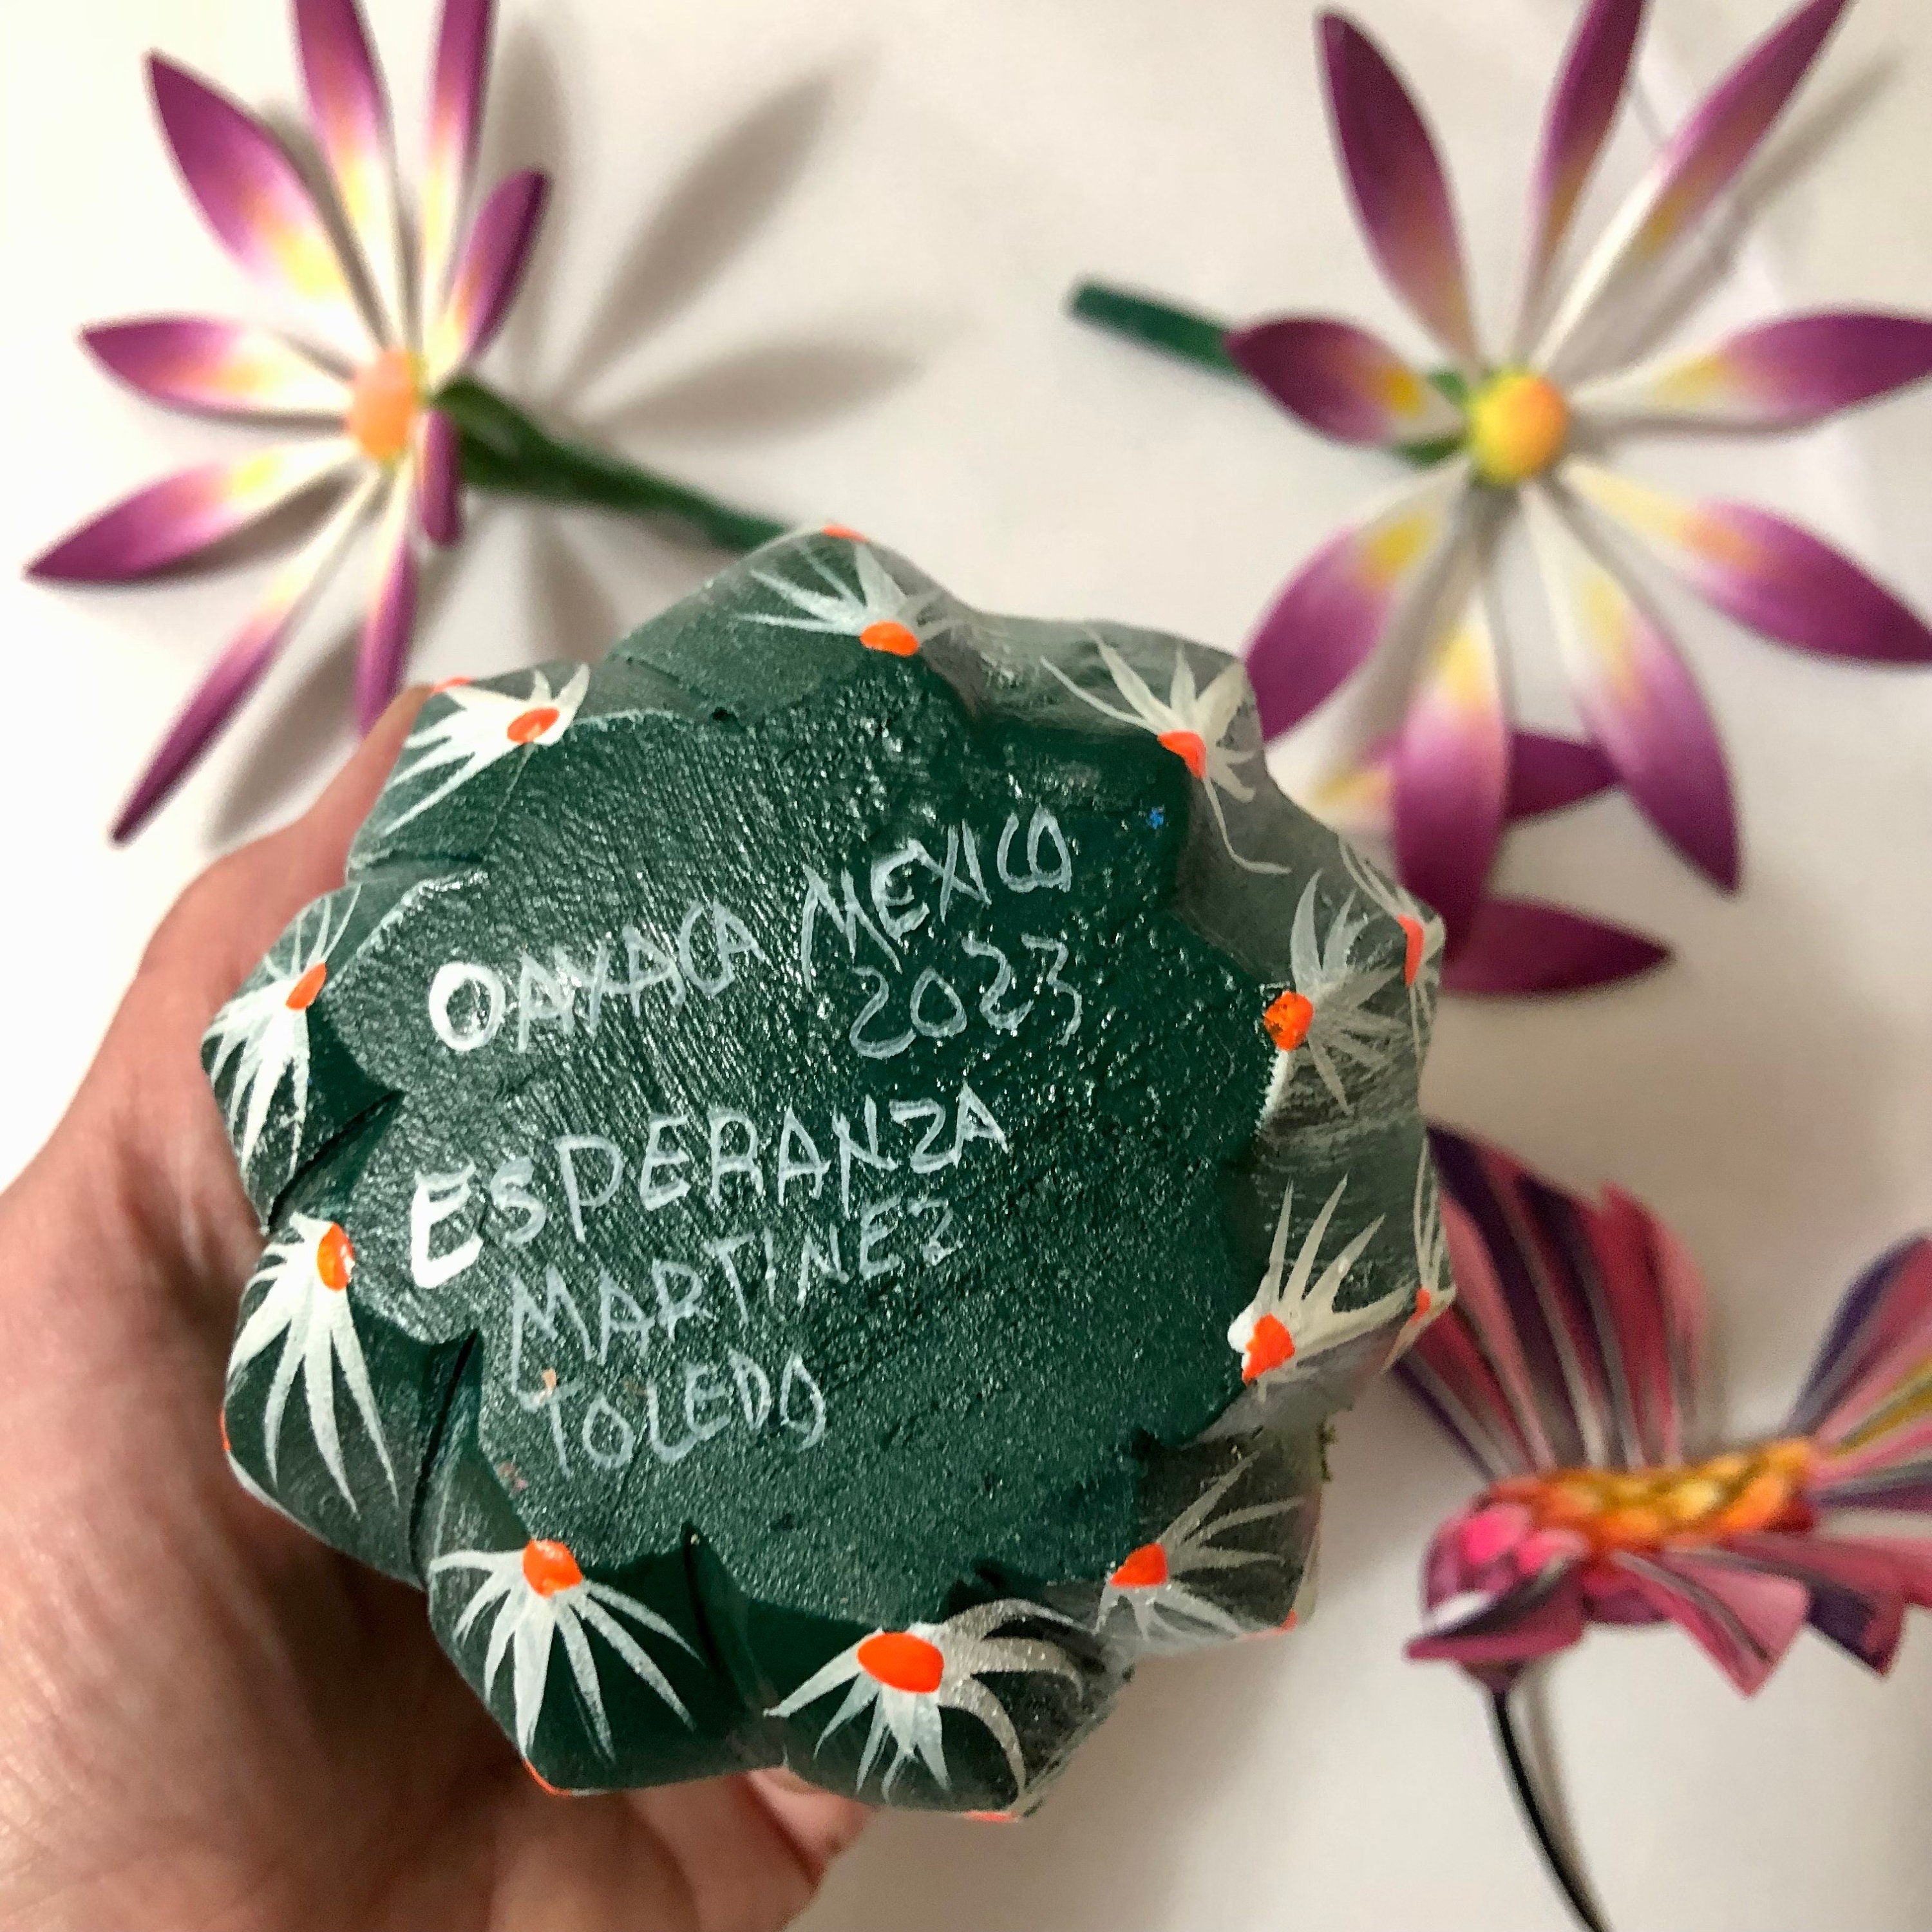 OAXACA MEXICO
2023
ESPERANZA
MARTINEZ
TOLEDO